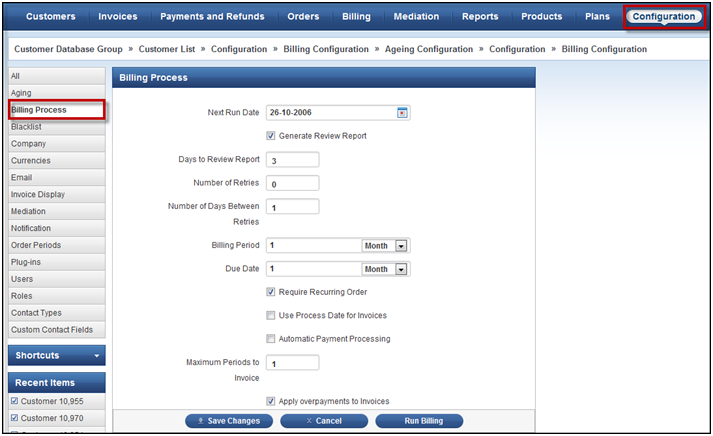 Customers Invoices Payments and Refunds Orders Billing Mediation Reports Products Plans Configuration
Customer Database Group » Customer List » Configuration » Billing Configuration » Ageing Configuration » Configuration » Billing Configuration
All
Aging
Billing Process
Blacklist
Company
Currencies
Email
Invoice Display
Mediation
Notification
Order Periods
Plug-ins
Users
Roles
Contact Types
Custom Contact Fields
Shortcuts
Recent Items
Customer 10,955
Customer 10,970
Billing Process
Next Run Date 26-10-2006
Generate Review Report
Days to Review Report 3
Number of Retries 0
Number of Days Between
Retries
1
Billing Period 1 Month
Due Date 1 Month
Require Recurring Order
Use Process Date for Invoices
Automatic Payment Processing
Maximum Periods to
Invoice
1
Apply overpayments to Invoices
Save Changes Cancel Run Billing